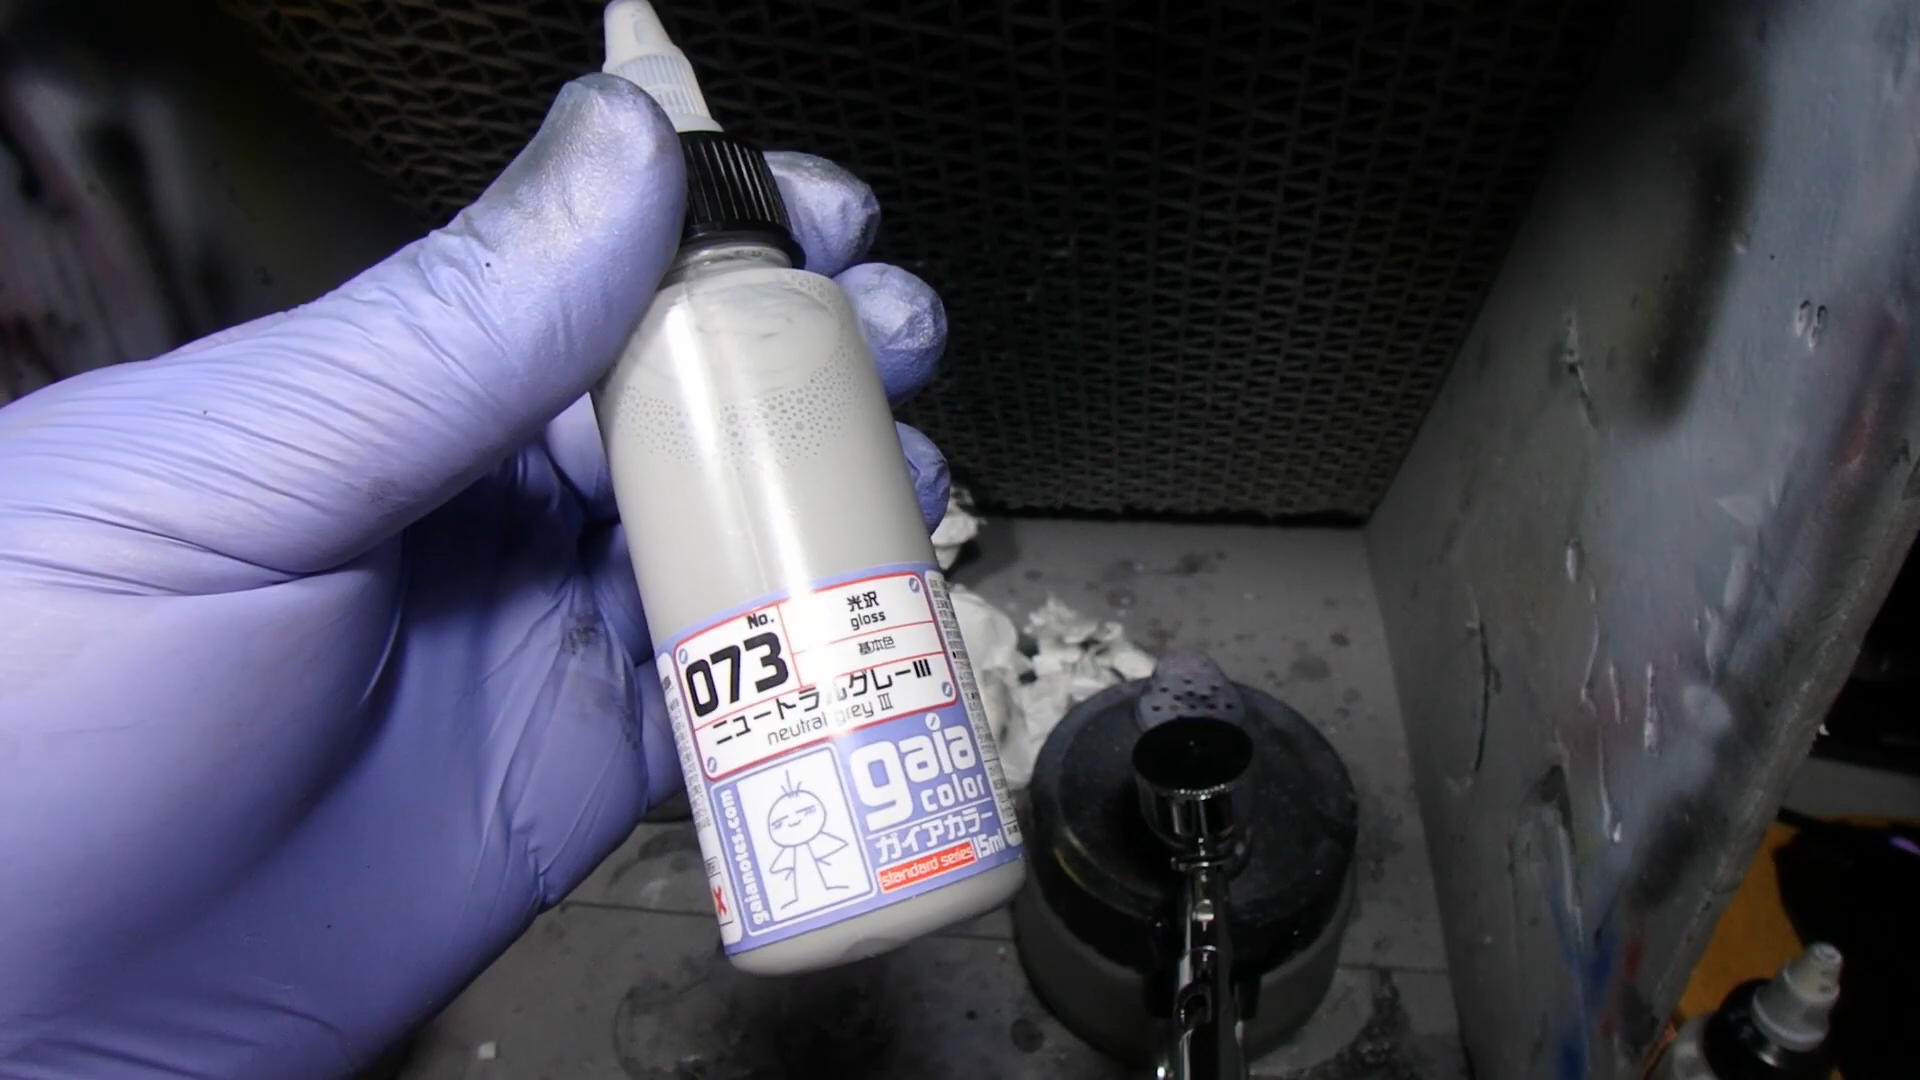 No.
073
光沢
gloss
基本色
ニュートラルグレーIII
neutral grey III
gaia
color
ガイアカラー
standard series
15ml
gaianotes.com